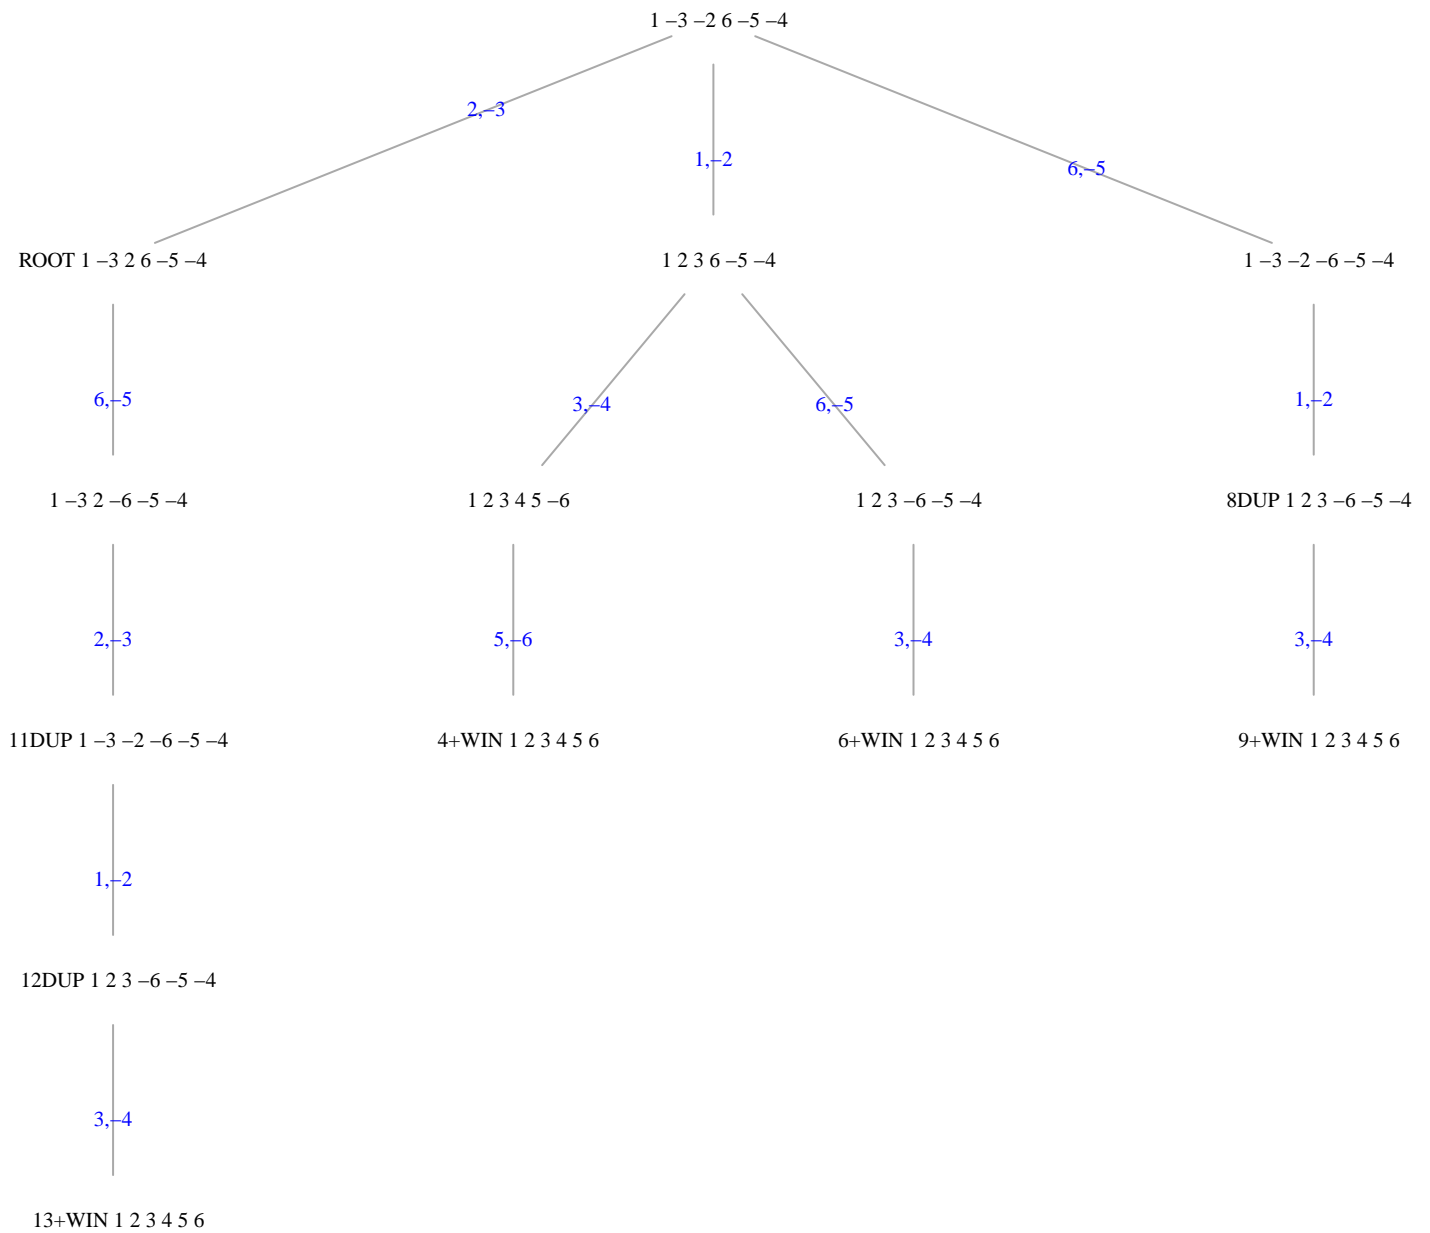 1 –3 –2 6 –5 –4
2,–3
1,–2
6,–5
ROOT 1 –3 2 6 –5 –4
1 2 3 6 –5 –4
1 –3 –2 –6 –5 –4
6,–5
3,–4
6,–5
1,–2
1 –3 2 –6 –5 –4
1 2 3 4 5 –6
1 2 3 –6 –5 –4
8DUP 1 2 3 –6 –5 –4
2,–3
5,–6
3,–4
3,–4
11DUP 1 –3 –2 –6 –5 –4
4+WIN 1 2 3 4 5 6
6+WIN 1 2 3 4 5 6
9+WIN 1 2 3 4 5 6
1,–2
12DUP 1 2 3 –6 –5 –4
3,–4
13+WIN 1 2 3 4 5 6